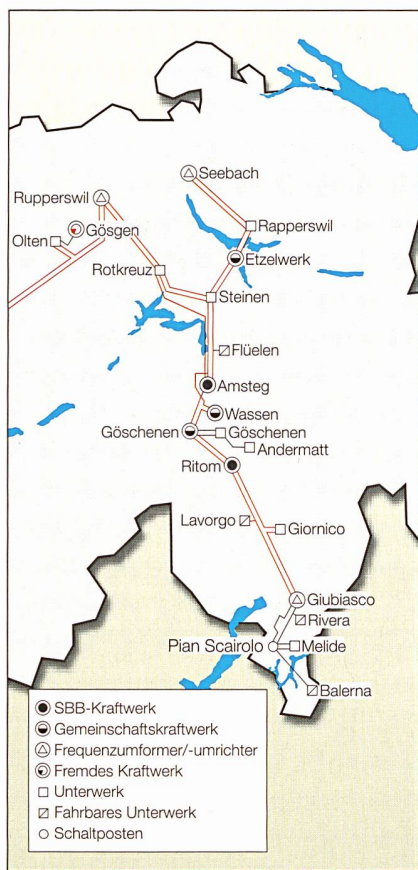 Seebach
Rupperswil
Rapperswil
Gösgen
Olten
Etzelwerk
Rotkreuz
Steinen
Flüelen
Amsteg
Wassen
Göschenen
Göschenen
Andermatt
Ritom
Lavorgo
Giornico
Giubiasco
Rivera
Pian Scairolo
Melide
Balerna
SBB-Kraftwerk
Gemeinschaftskraftwerk
Frequenzumformer/-umrichter
Fremdes Kraftwerk
Unterwerk
Fahrbares Unterwerk
Schaltposten